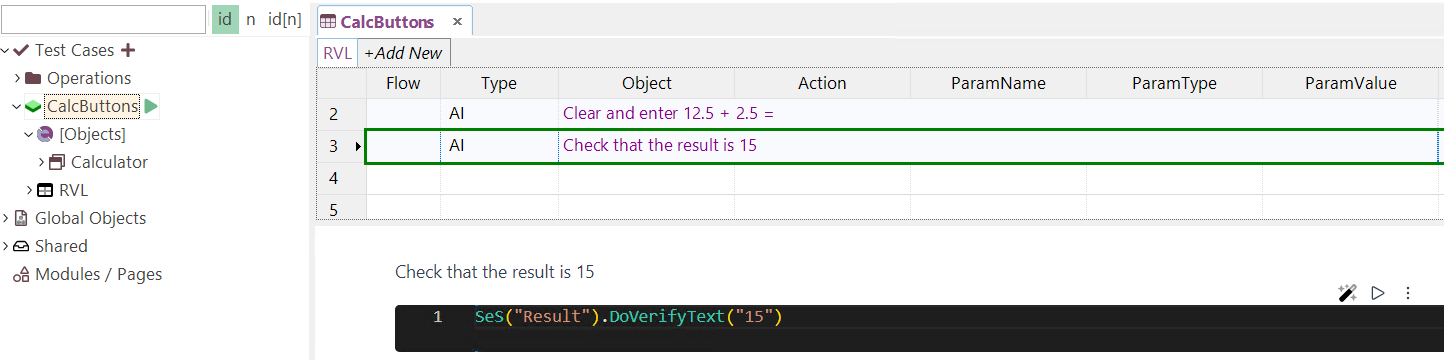 id n id[n]
CalcButtons ×
Test Cases
RVL +Add New
Operations
Flow Type Object Action ParamName ParamType ParamValue
CalcButtons
2 AI Clear and enter 12.5 + 2.5 =
[Objects]
3 AI Check that the result is 15
Calculator
4
RVL
5
Global Objects
Shared
Modules / Pages
Check that the result is 15
1 SeS("Result").DoVerifyText("15")